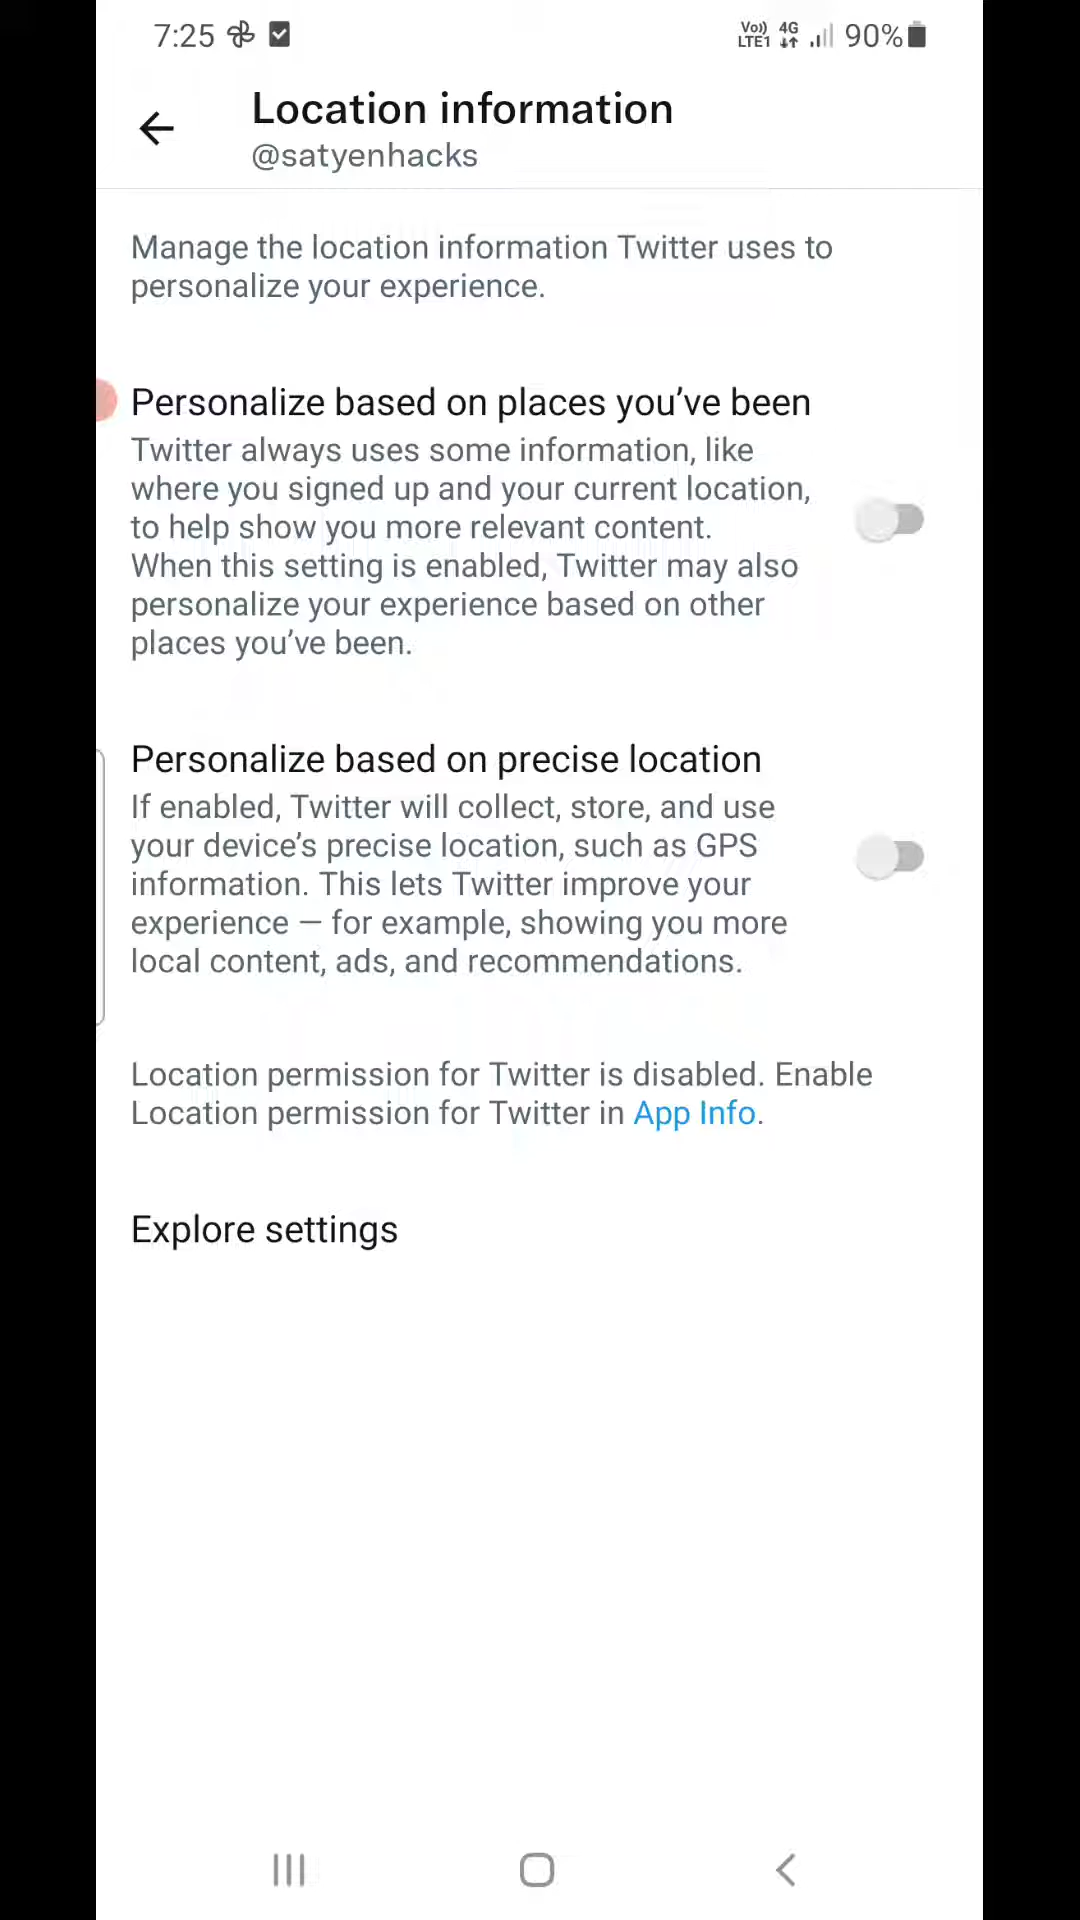 7:25 Vo)) LTE1 4G 90%
Location information
@satyenhacks
Manage the location information Twitter uses to
personalize your experience.
Personalize based on places you’ve been
Twitter always uses some information, like
where you signed up and your current location,
to help show you more relevant content.
When this setting is enabled, Twitter may also
personalize your experience based on other
places you’ve been.
Personalize based on precise location
If enabled, Twitter will collect, store, and use
your device’s precise location, such as GPS
information. This lets Twitter improve your
experience — for example, showing you more
local content, ads, and recommendations.
Location permission for Twitter is disabled. Enable
Location permission for Twitter in App Info.
Explore settings